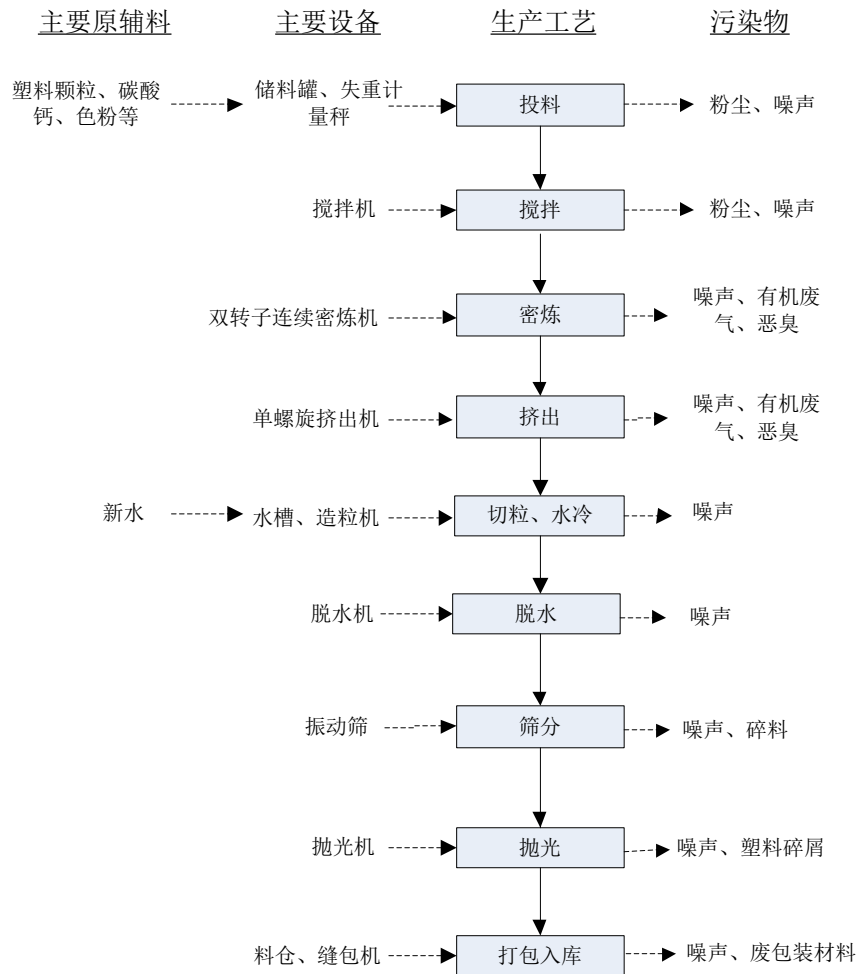 主要原辅料 主要设备 生产工艺 污染物
塑料颗粒、碳酸
钙、色粉等
储料罐、失重计
量秤
投料
粉尘、噪声
搅拌机
搅拌
粉尘、噪声
双转子连续密炼机
密炼
噪声、有机废
气、恶臭
单螺旋挤出机
挤出
噪声、有机废
气、恶臭
新水
水槽、造粒机
切粒、水冷
噪声
脱水机
脱水
噪声
振动筛
筛分
噪声、碎料
抛光机
抛光
噪声、塑料碎屑
料仓、缝包机
打包入库
噪声、废包装材料